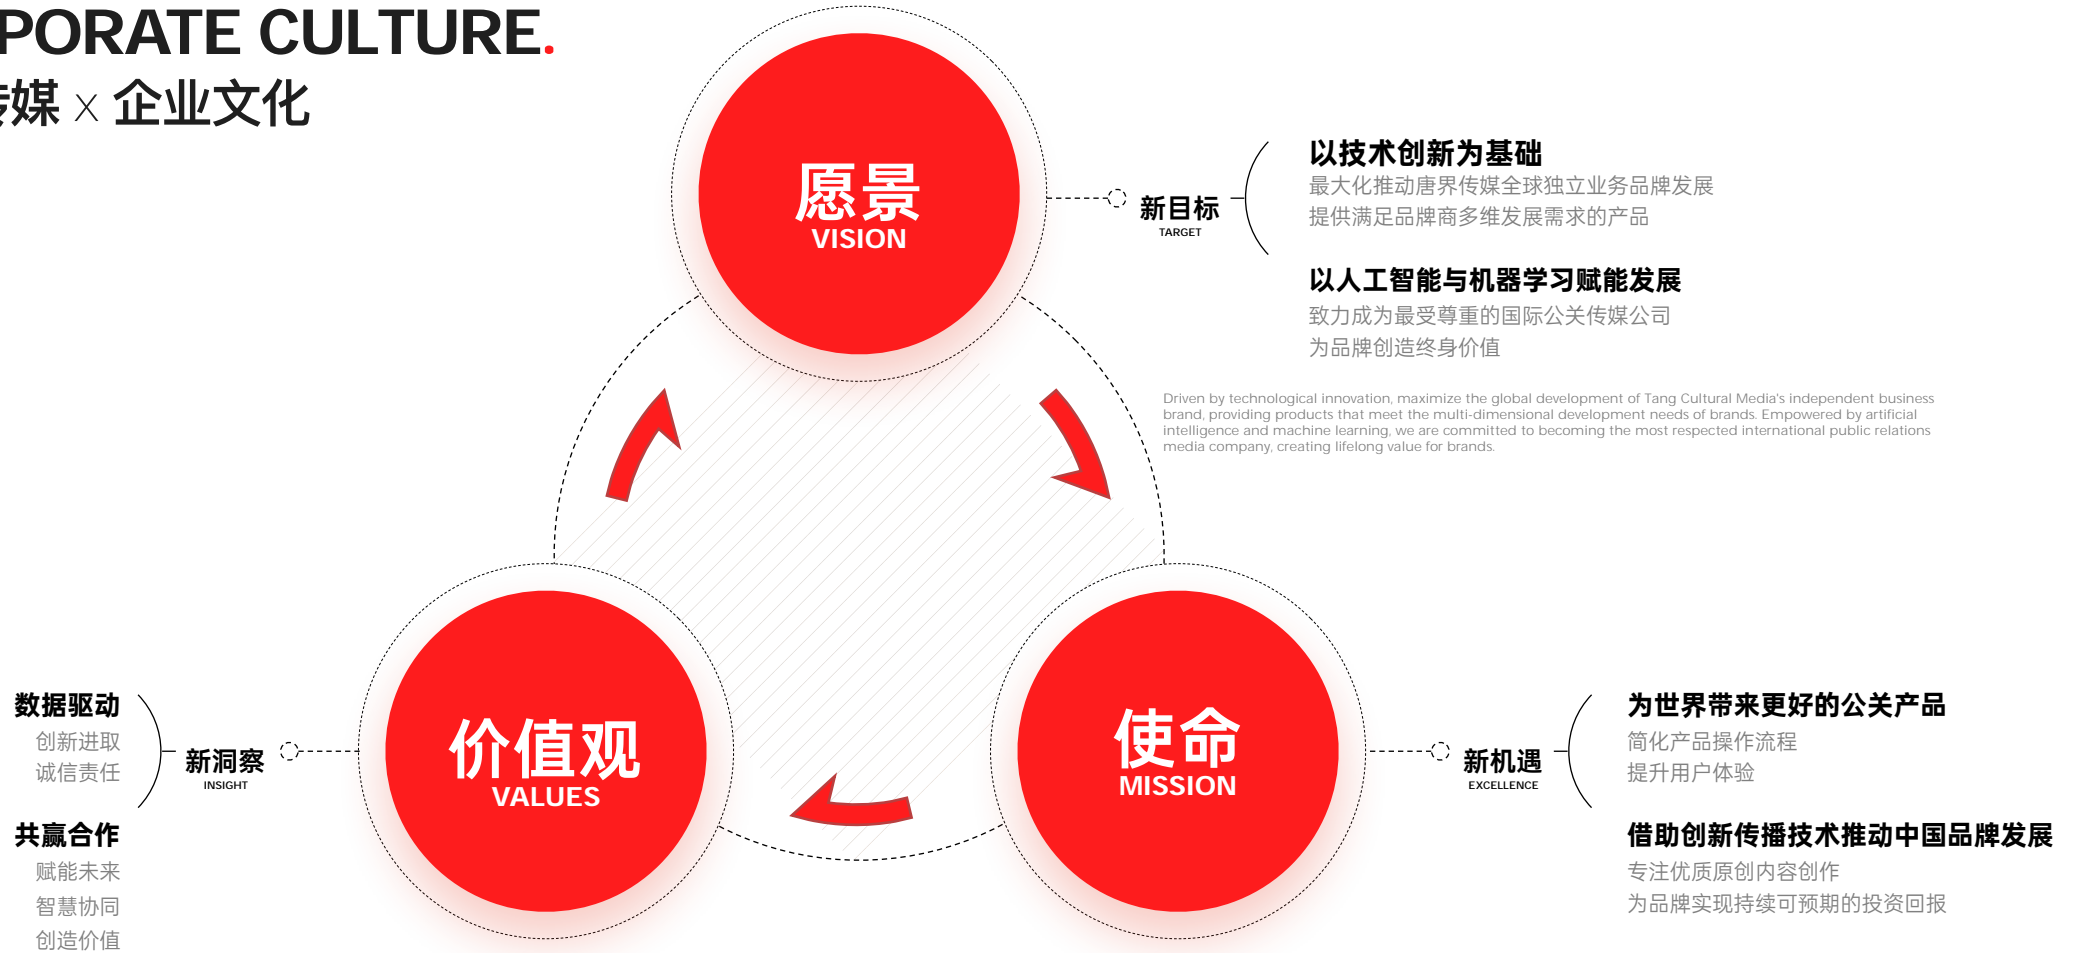 PORATE CULTURE.
媒 x 企业文化
愿景
VISION
新目标
TARGET
以技术创新为基础
最大化推动唐界传媒全球独立业务品牌发展
提供满足品牌商多维发展需求的产品
以人工智能与机器学习赋能发展
致力成为最受尊重的国际公关传媒公司
为品牌创造终身价值
Driven by technological innovation, maximize the global development of Tang Cultural Media's independent business
brand, providing products that meet the multi-dimensional development needs of brands. Empowered by artificial
intelligence and machine learning, we are committed to becoming the most respected international public relations
media company, creating lifelong value for brands.
数据驱动
创新进取
诚信责任
共赢合作
赋能未来
智慧协同
创造价值
新洞察
INSIGHT
价值观
VALUES
使命
MISSION
新机遇
EXCELLENCE
为世界带来更好的公关产品
简化产品操作流程
提升用户体验
借助创新传播技术推动中国品牌发展
专注优质原创内容创作
为品牌实现持续可预期的投资回报